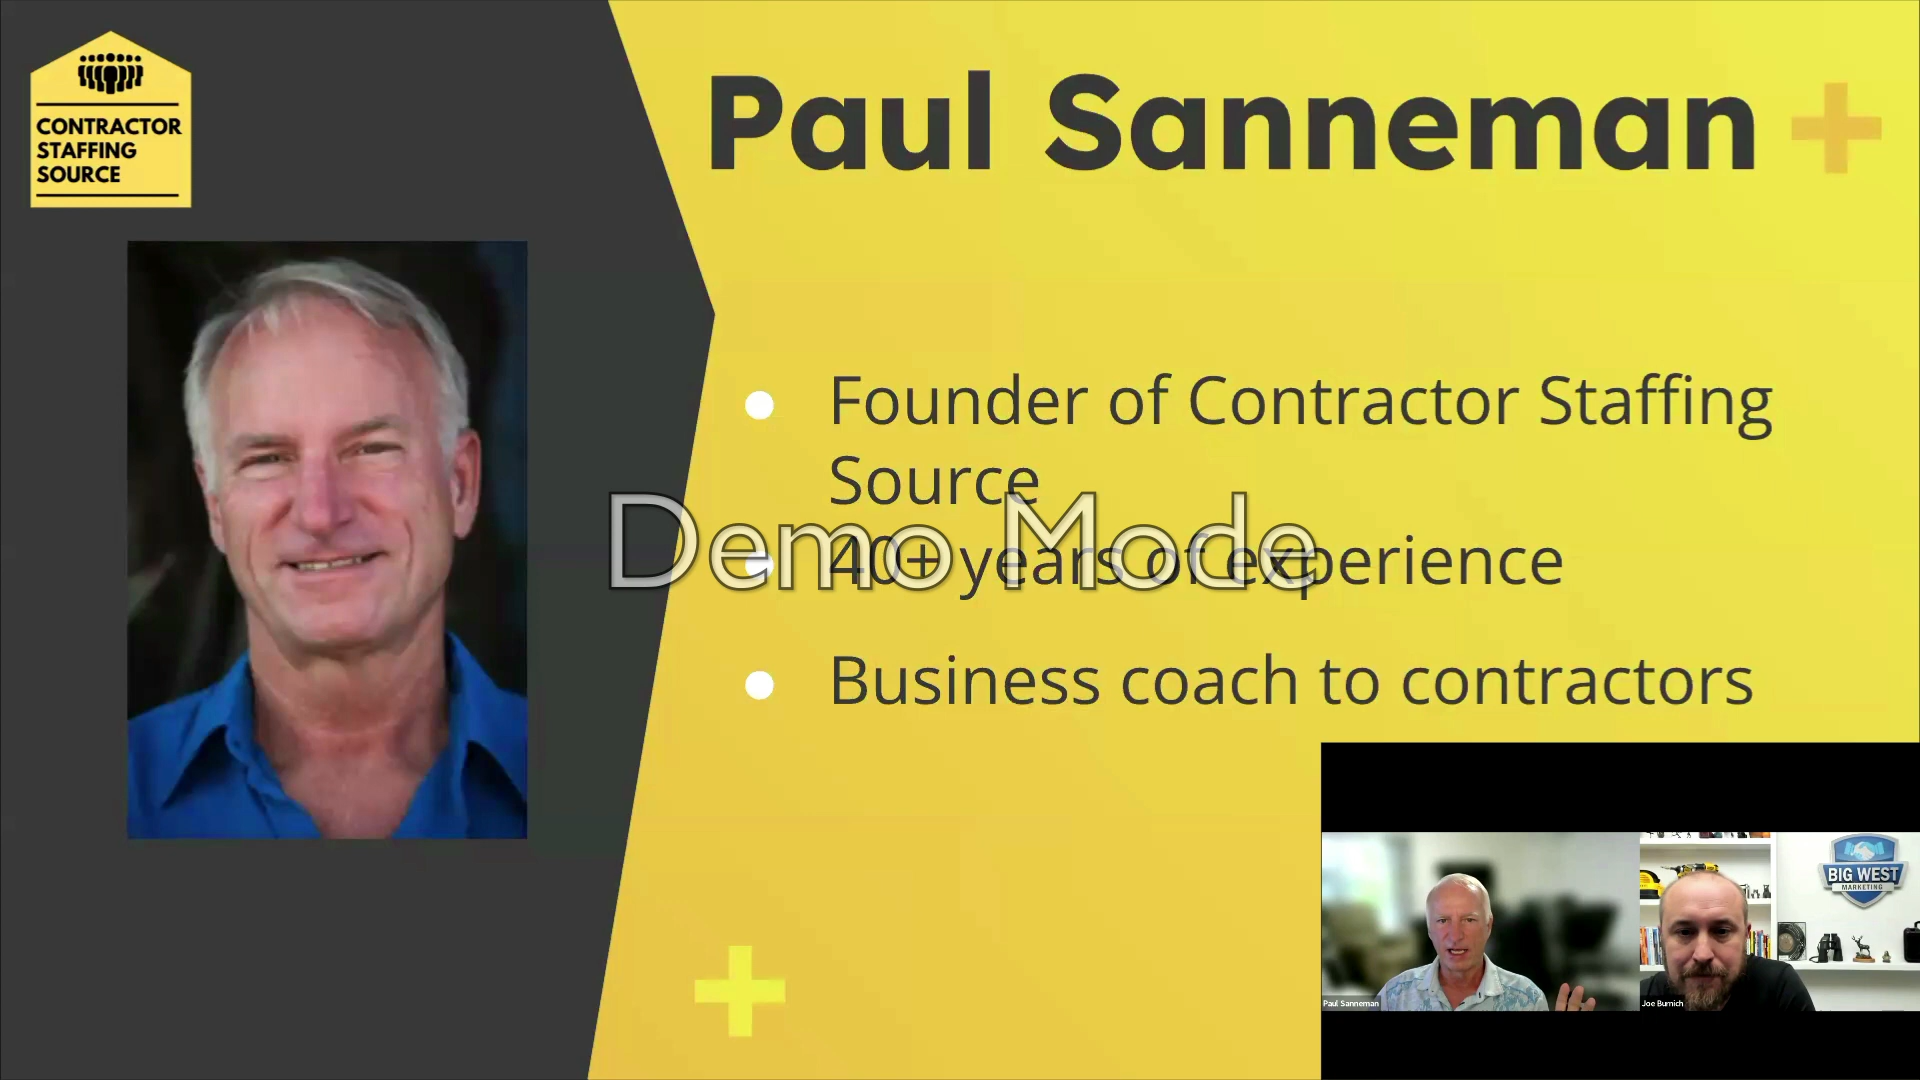 CONTRACTOR
STAFFING
SOURCE
Paul Sanneman
Founder of Contractor Staffing
Source
40+ years of experience
Business coach to contractors
Demo Mode
BIG WEST
MARKETING
Paul Sanneman
Joe Burnich